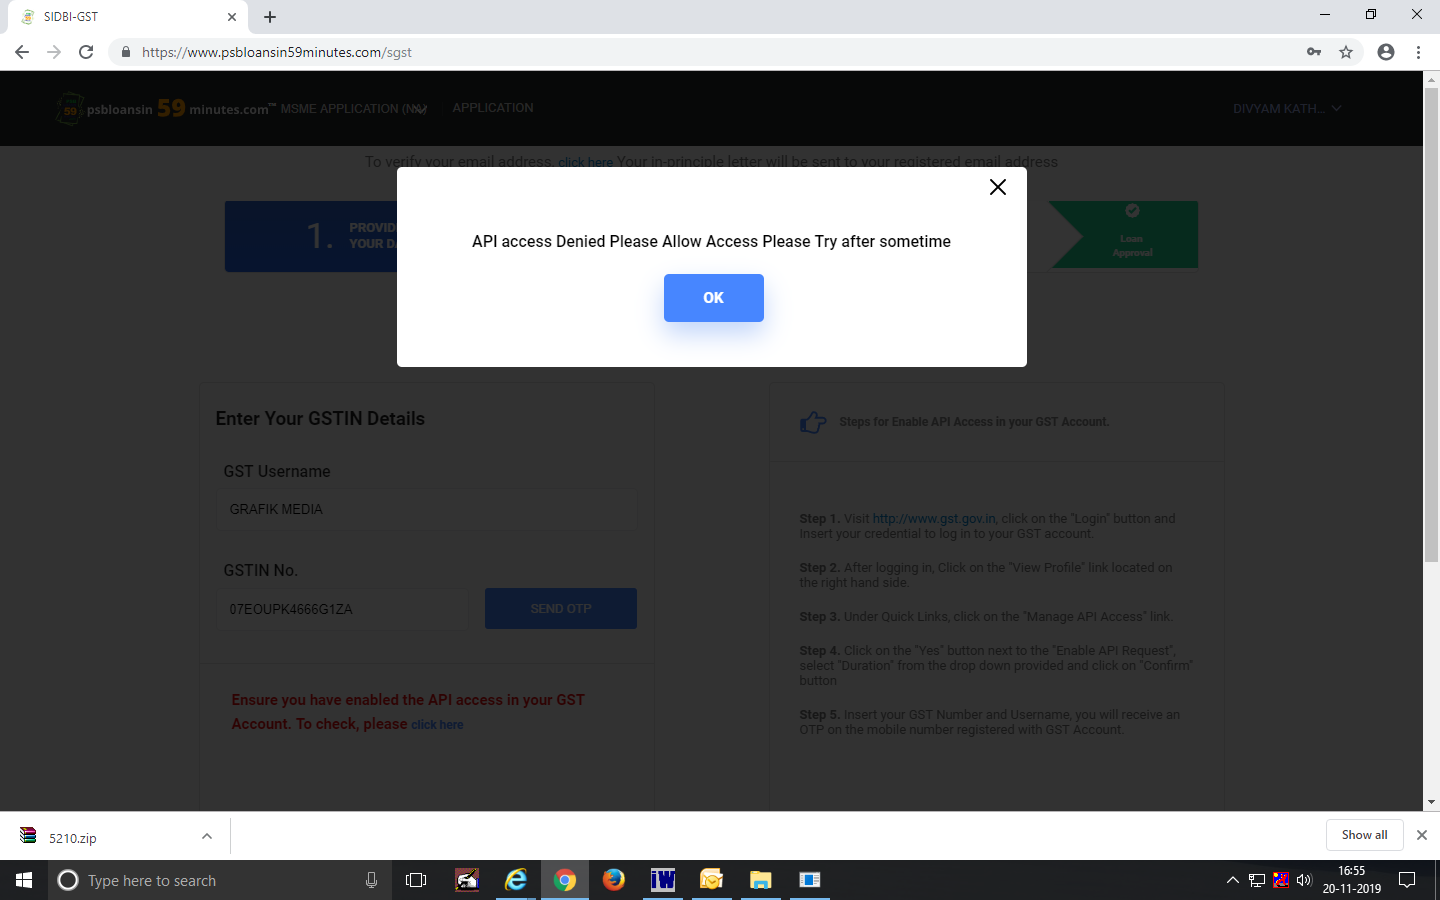 SIDBI-GST
https://www.psbloansin59minutes.com/sgst
59 psbloansin 59 minutes.com™ MSME APPLICATION (NA) APPLICATION DIVYAM KATH...
To verify your email address, click here Your in-principle letter will be sent to your registered email address
1. PROVID
YOUR DA
Loan
Approval
API access Denied Please Allow Access Please Try after sometime
OK
Enter Your GSTIN Details
GST Username
GRAFIK MEDIA
GSTIN No.
07EOUPK4666G1ZA
SEND OTP
Ensure you have enabled the API access in your GST
Account. To check, please click here
Steps for Enable API Access in your GST Account.
Step 1. Visit http://www.gst.gov.in, click on the "Login" button and
Insert your credential to log in to your GST account.
Step 2. After logging in, Click on the "View Profile" link located on
the right hand side.
Step 3. Under Quick Links, click on the "Manage API Access" link.
Step 4. Click on the "Yes" button next to the "Enable API Request",
select "Duration" from the drop down provided and click on "Confirm"
button
Step 5. Insert your GST Number and Username, you will receive an
OTP on the mobile number registered with GST Account.
5210.zip
Show all
Type here to search
16:55
20-11-2019